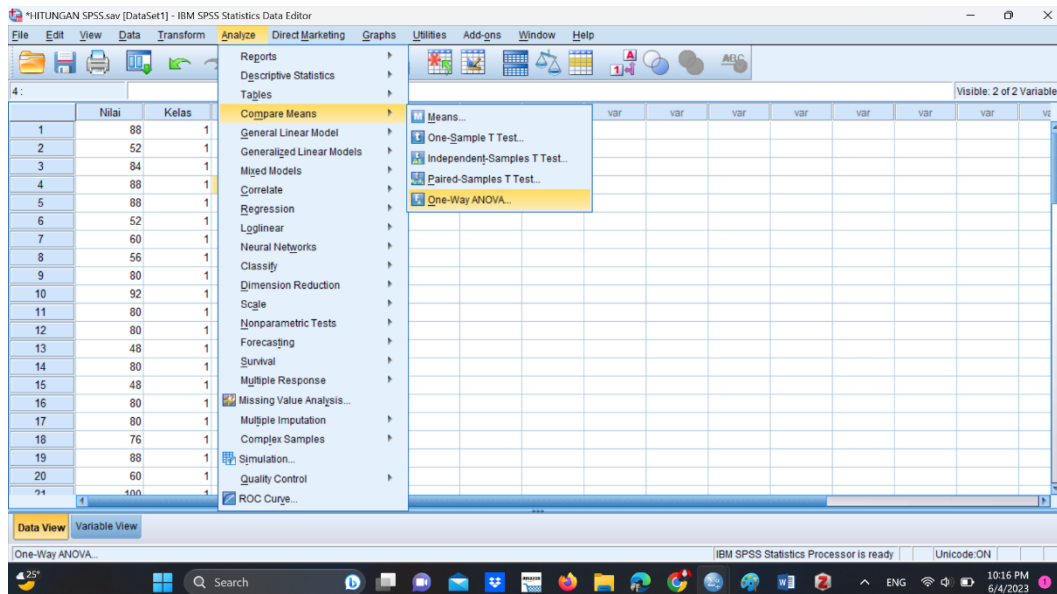 *HITUNGAN SPSS.sav [DataSet1] - IBM SPSS Statistics Data Editor
File Edit View Data Transform Analyze Direct Marketing Graphs Utilities Add-ons Window Help
4 :
Visible: 2 of 2 Variable
Nilai Kelas var var var var var var var
1 88 1
2 52 1
3 84 1
4 88 1
5 88 1
6 52 1
7 60 1
8 56 1
9 80 1
10 92 1
11 80 1
12 80 1
13 48 1
14 80 1
15 48 1
16 80 1
17 80 1
18 76 1
19 88 1
20 60 1
21 100 1
Reports
Descriptive Statistics
Tables
Compare Means
General Linear Model
Generalized Linear Models
Mixed Models
Correlate
Regression
Loglinear
Neural Networks
Classify
Dimension Reduction
Scale
Nonparametric Tests
Forecasting
Survival
Multiple Response
Missing Value Analysis...
Multiple Imputation
Complex Samples
Simulation...
Quality Control
ROC Curve...
Means...
One-Sample T Test...
Independent-Samples T Test...
Paired-Samples T Test...
One-Way ANOVA...
Data View Variable View
One-Way ANOVA... IBM SPSS Statistics Processor is ready Unicode:ON
25°
Search
ENG
10:16 PM
6/4/2023
1